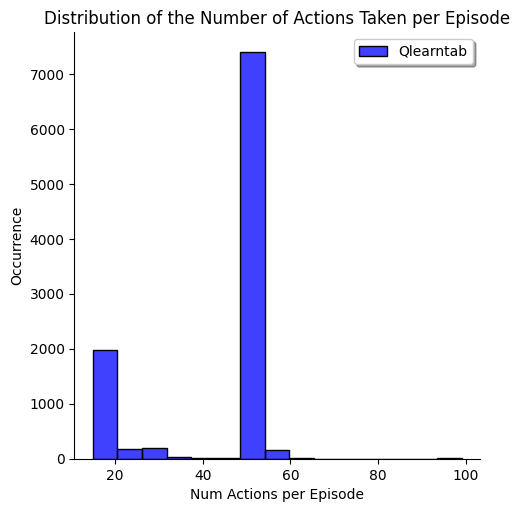 Distribution of the Number of Actions Taken per Episode
Qlearntab
7000
6000
5000
4000
3000
2000
1000
0
Occurrence
20 40 60 80 100
Num Actions per Episode